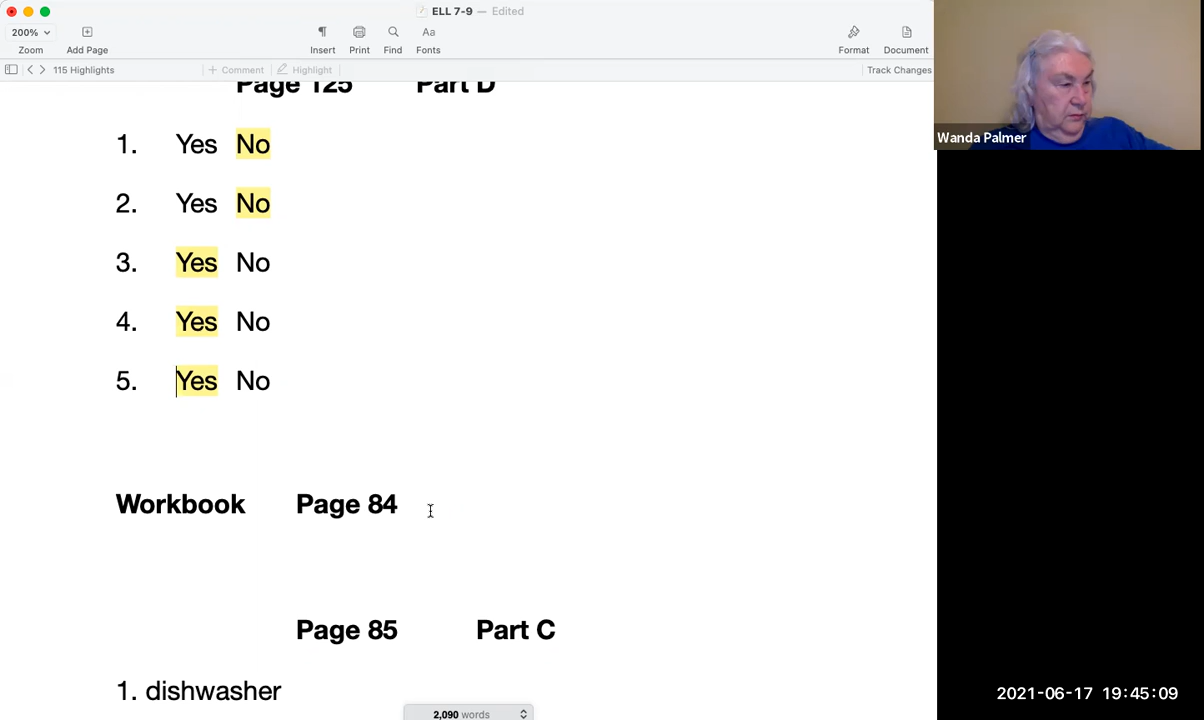 ELL 7-9 — Edited
200%
Zoom Add Page Insert Print Find Fonts Format Document
115 Highlights Comment Highlight Track Changes
Page 125 Part D
1. Yes No
2. Yes No
3. Yes No
4. Yes No
5. Yes No
Workbook Page 84
Page 85 Part C
1. dishwasher
2,090 words
Wanda Palmer
2021-06-17 19:45:09